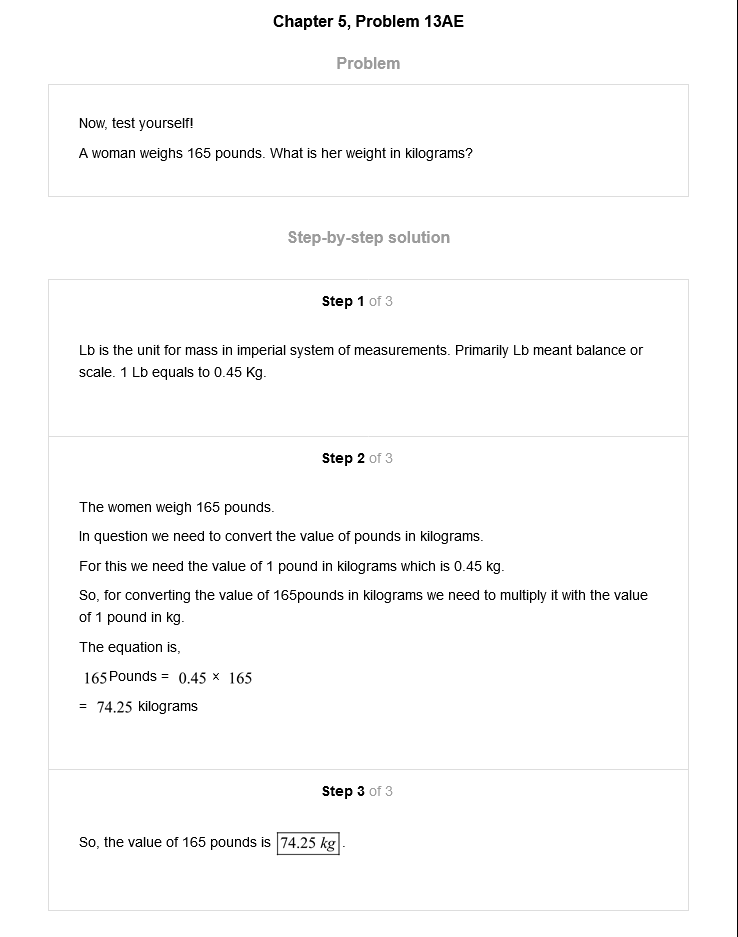 Chapter 5, Problem 13AE
Problem
Now, test yourself!
A woman weighs 165 pounds. What is her weight in kilograms?
Step-by-step solution
Step 1 of 3
Lb is the unit for mass in imperial system of measurements. Primarily Lb meant balance or
scale. 1 Lb equals to 0.45 Kg.
Step 2 of 3
The women weigh 165 pounds.
In question we need to convert the value of pounds in kilograms.
For this we need the value of 1 pound in kilograms which is 0.45 kg.
So, for converting the value of 165pounds in kilograms we need to multiply it with the value
of 1 pound in kg.
The equation is,
165 Pounds = 0.45 × 165
= 74.25 kilograms
Step 3 of 3
So, the value of 165 pounds is 74.25 kg.